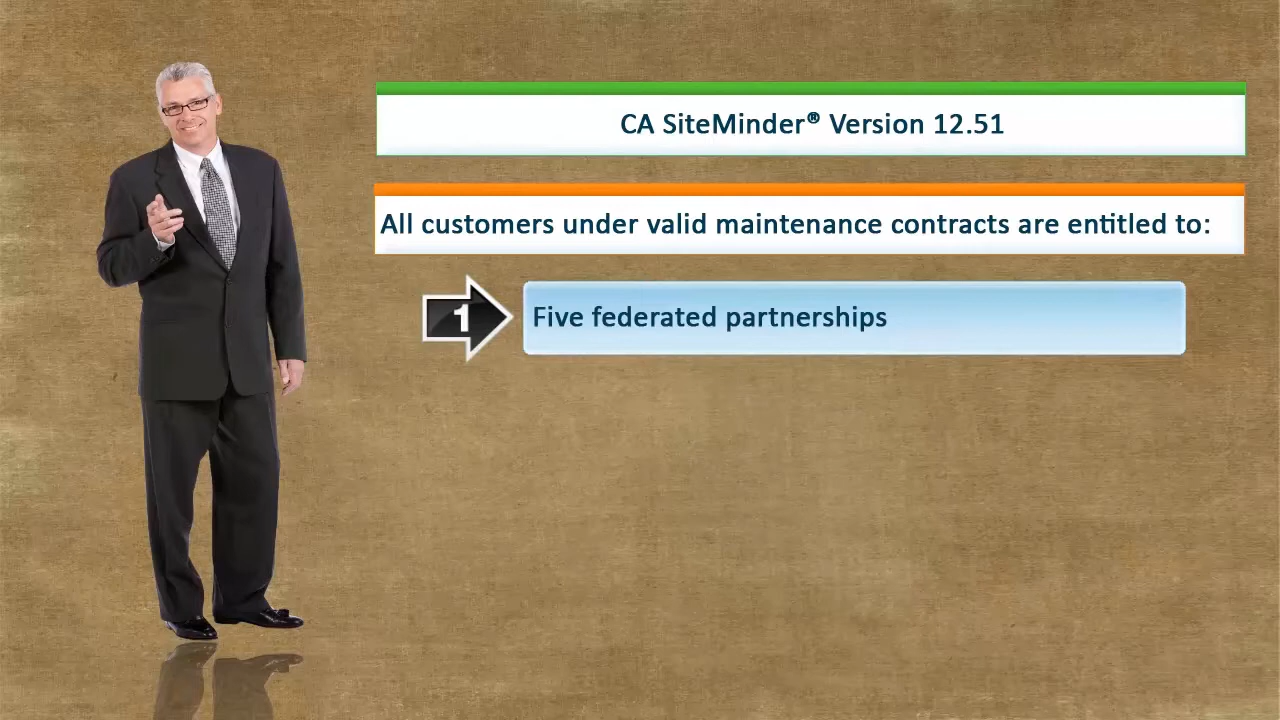 CA SiteMinder® Version 12.51
All customers under valid maintenance contracts are entitled to:
1 Five federated partnerships